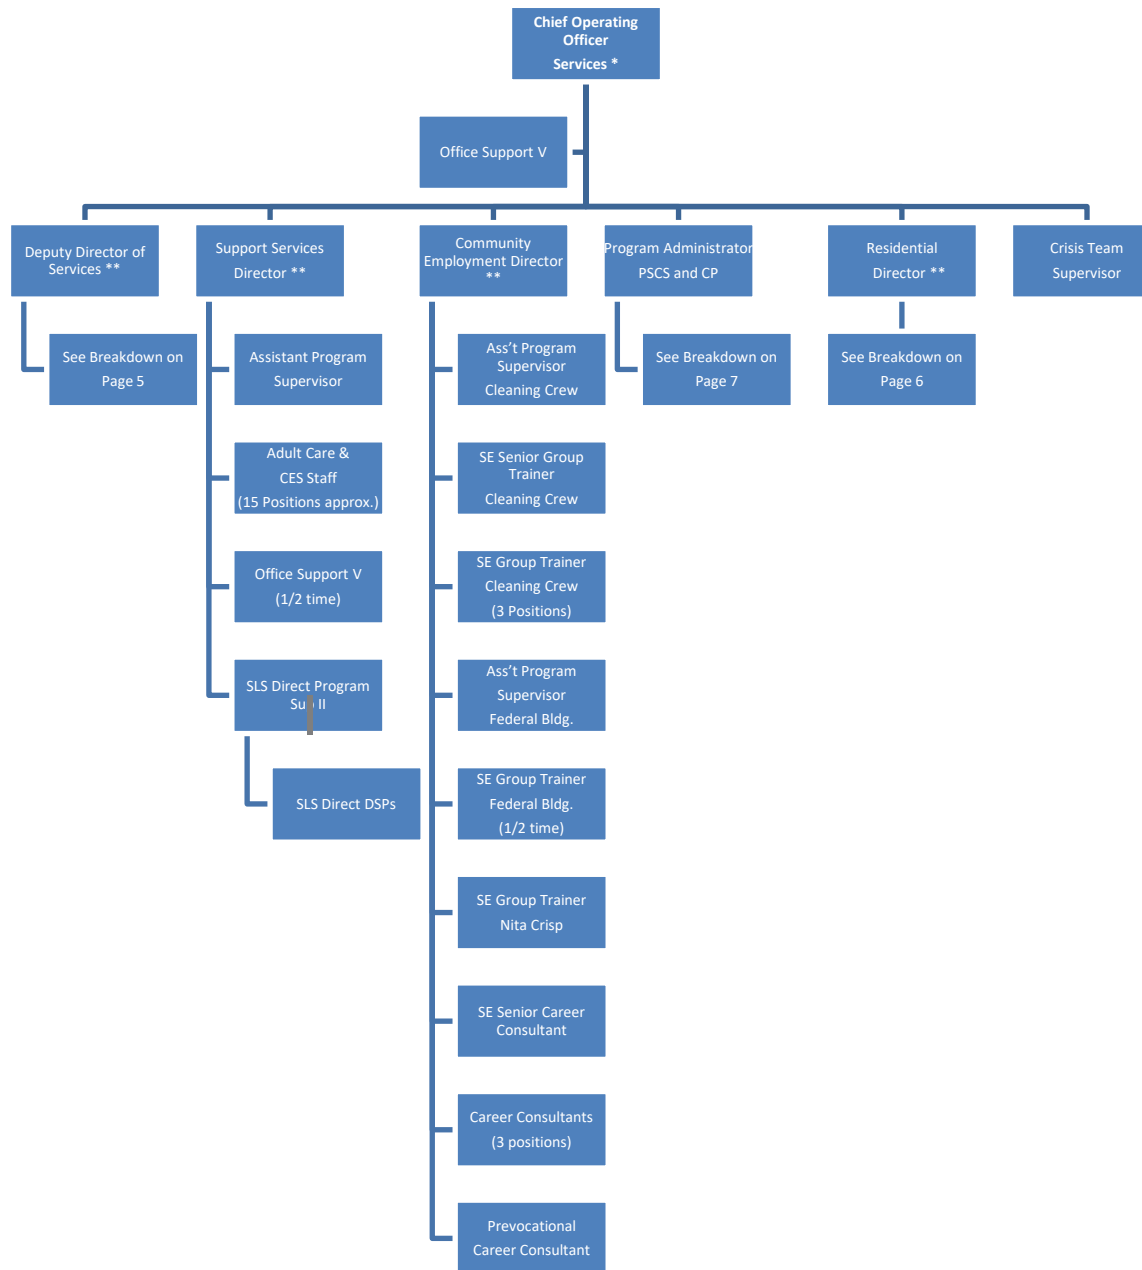 Chief Operating
Officer
Services *
Office Support V
Deputy Director of
Services **
Support Services
Director **
Community
Employment Director
**
Program Administrator
PSCS and CP
Residential
Director **
Crisis Team
Supervisor
See Breakdown on
Page 5
Assistant Program
Supervisor
Adult Care &
CES Staff
(15 Positions approx.)
Office Support V
(1/2 time)
SLS Direct Program
Sup II
SLS Direct DSPs
Ass't Program
Supervisor
Cleaning Crew
SE Senior Group
Trainer
Cleaning Crew
SE Group Trainer
Cleaning Crew
(3 Positions)
Ass't Program
Supervisor
Federal Bldg.
SE Group Trainer
Federal Bldg.
(1/2 time)
SE Group Trainer
Nita Crisp
SE Senior Career
Consultant
Career Consultants
(3 positions)
Prevocational
Career Consultant
See Breakdown on
Page 7
See Breakdown on
Page 6